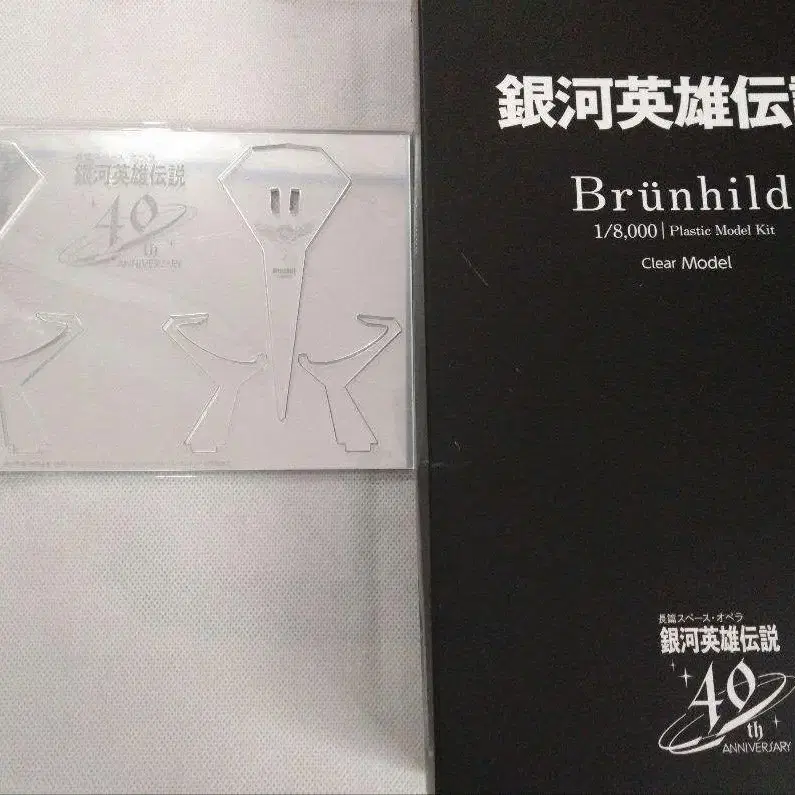 銀河英雄伝説
40
th
ANNIVERSARY
銀河英雄伝説
Brünhild
1/8,000 | Plastic Model Kit
Clear Model
長篇スペース・オペラ
銀河英雄伝説
40
th
ANNIVERSARY